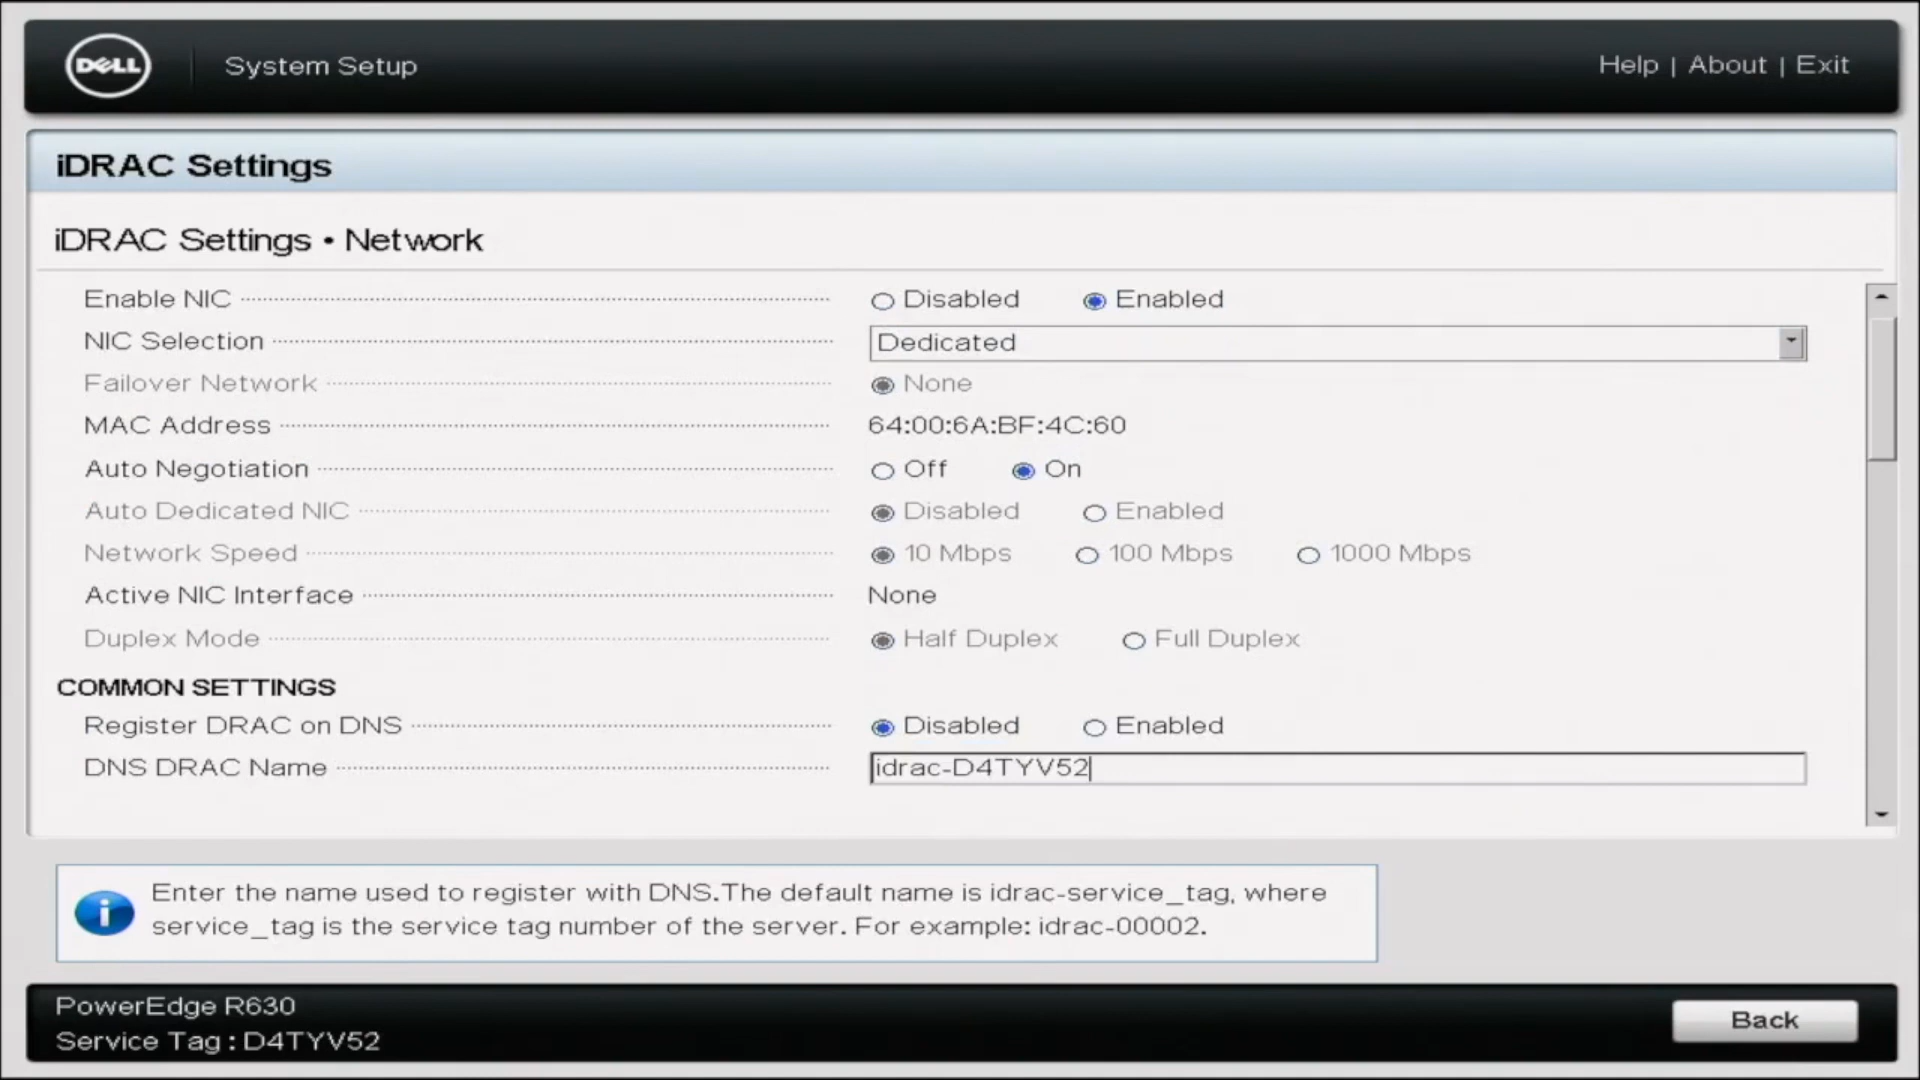 DELL
System Setup
Help | About | Exit
iDRAC Settings
iDRAC Settings • Network
Enable NIC Disabled Enabled
NIC Selection Dedicated
Failover Network None
MAC Address 64:00:6A:BF:4C:60
Auto Negotiation Off On
Auto Dedicated NIC Disabled Enabled
Network Speed 10 Mbps 100 Mbps 1000 Mbps
Active NIC Interface None
Duplex Mode Half Duplex Full Duplex
COMMON SETTINGS
Register DRAC on DNS Disabled Enabled
DNS DRAC Name idrac-D4TYV52
Enter the name used to register with DNS.The default name is idrac-service_tag, where
service_tag is the service tag number of the server. For example: idrac-00002.
PowerEdge R630
Service Tag : D4TYV52
Back